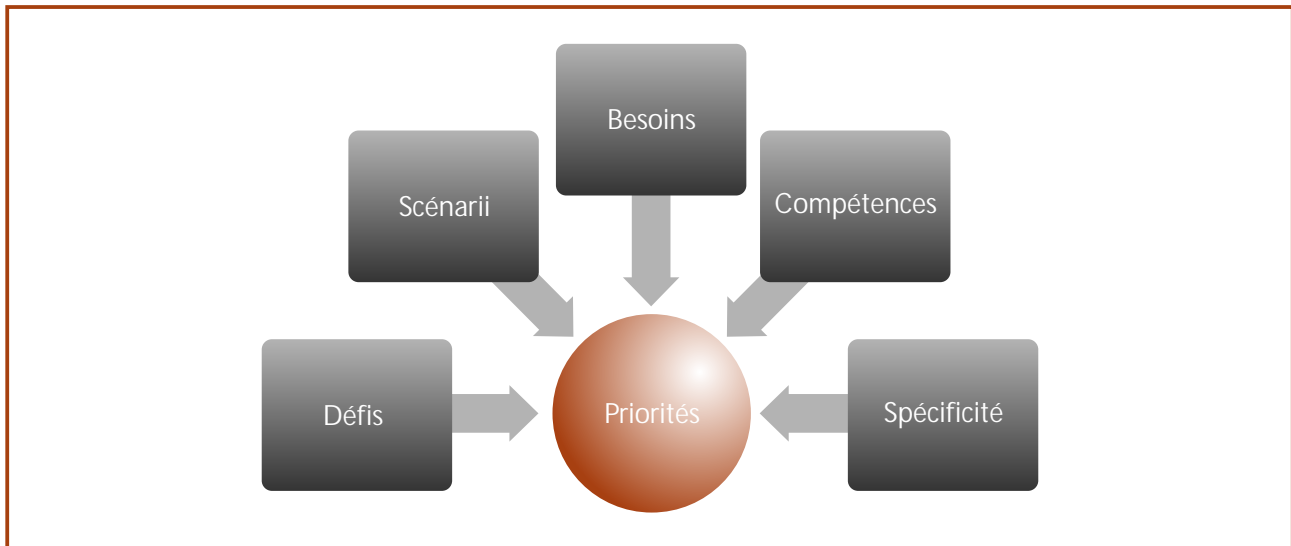 Besoins
Scénarii
Compétences
Défis
Priorités
Spécificité